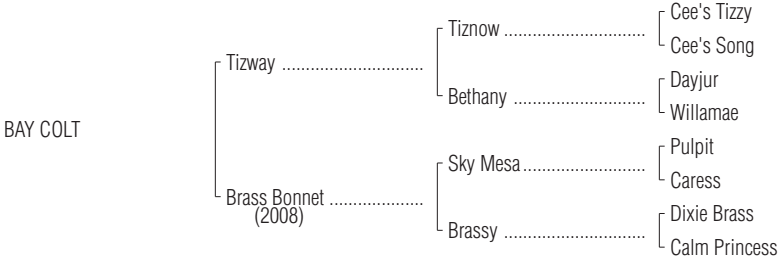 Cee's Tizzy
Tiznow ..............................
Cee's Song
Tizway ..............................
Dayjur
Bethany ............................
Willamae
BAY COLT
Pulpit
Sky Mesa..........................
Caress
Brass Bonnet ....................
(2008)
Dixie Brass
Brassy ..............................
Calm Princess